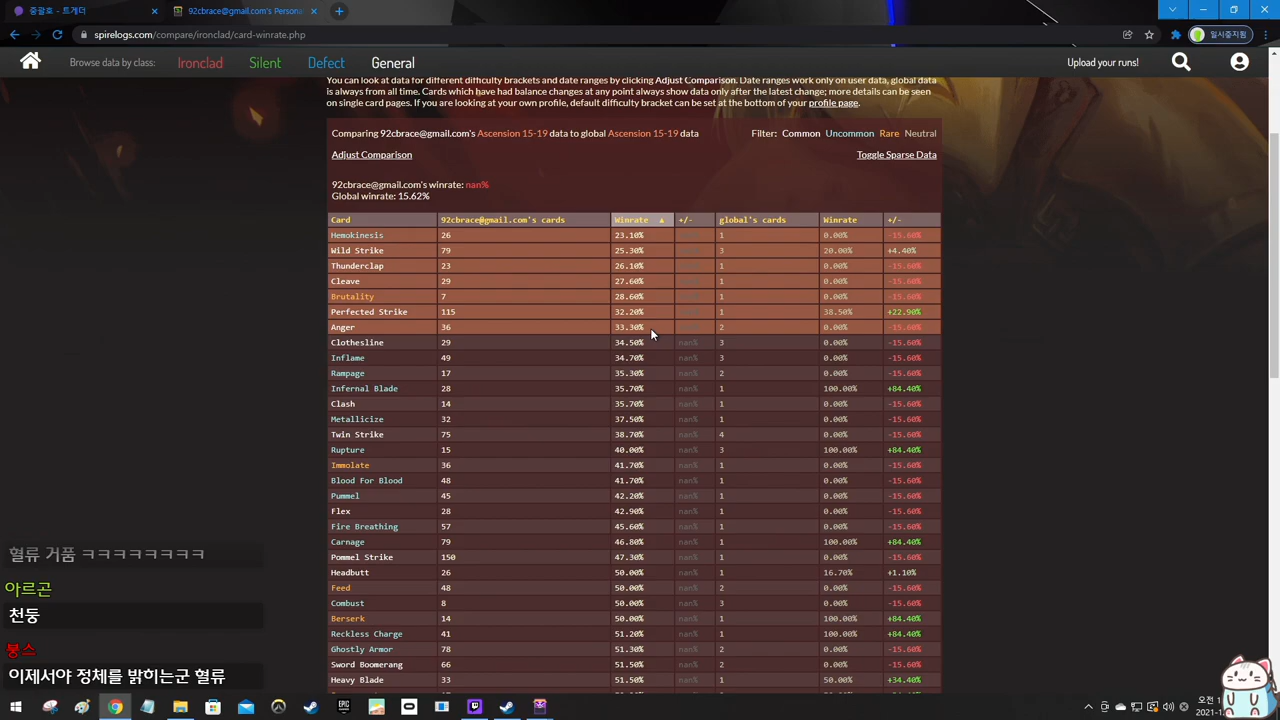 중괄호 - 트게더
92cbrace@gmail.com's Persona
spirelogs.com/compare/ironclad/card-winrate.php
일시중지됨
Browse data by class: Ironclad Silent Defect General
Upload your runs!
You can look at data for different difficulty brackets and date ranges by clicking Adjust Comparison. Date ranges work only on user data, global data
is always from all time. Cards which have had balance changes at any point always show data only after the latest change; more details can be seen
on single card pages. If you are looking at your own profile, default difficulty bracket can be set at the bottom of your profile page.
Comparing 92cbrace@gmail.com's Ascension 15-19 data to global Ascension 15-19 data
Filter: Common Uncommon Rare Neutral
Adjust Comparison
Toggle Sparse Data
92cbrace@gmail.com's winrate: nan%
Global winrate: 15.62%
Card 92cbrace@gmail.com's cards Winrate ▲ +/- global's cards Winrate +/-
Hemokinesis 26 23.10% 1 0.00% -15.60%
Wild Strike 79 25.30% 3 20.00% +4.40%
Thunderclap 23 26.10% 1 0.00% -15.60%
Cleave 29 27.60% 1 0.00% -15.60%
Brutality 7 28.60% 1 0.00% -15.60%
Perfected Strike 115 32.20% 1 38.50% +22.90%
Anger 36 33.30% 2 0.00% -15.60%
Clothesline 29 34.50% nan% 3 0.00% -15.60%
Inflame 49 34.70% nan% 3 0.00% -15.60%
Rampage 17 35.30% nan% 2 0.00% -15.60%
Infernal Blade 28 35.70% nan% 1 100.00% +84.40%
Clash 14 35.70% nan% 1 0.00% -15.60%
Metallicize 32 37.50% nan% 1 0.00% -15.60%
Twin Strike 75 38.70% nan% 4 0.00% -15.60%
Rupture 15 40.00% nan% 3 100.00% +84.40%
Immolate 36 41.70% nan% 1 0.00% -15.60%
Blood For Blood 48 41.70% nan% 1 0.00% -15.60%
Pummel 45 42.20% nan% 1 0.00% -15.60%
Flex 28 42.90% nan% 1 0.00% -15.60%
Fire Breathing 57 45.60% nan% 1 0.00% -15.60%
Carnage 79 46.80% nan% 1 100.00% +84.40%
Pommel Strike 150 47.30% nan% 1 0.00% -15.60%
Headbutt 26 50.00% nan% 1 16.70% +1.10%
Feed 48 50.00% nan% 2 0.00% -15.60%
Combust 8 50.00% nan% 3 0.00% -15.60%
Berserk 14 50.00% nan% 1 100.00% +84.40%
Reckless Charge 41 51.20% nan% 1 100.00% +84.40%
Ghostly Armor 78 51.30% nan% 2 0.00% -15.60%
Sword Boomerang 66 51.50% nan% 2 0.00% -15.60%
Heavy Blade 33 51.50% nan% 1 50.00% +34.40%
혈류 거품 ㅋㅋㅋㅋㅋㅋㅋㅋ
아르곤
천둥
붕스
이제서야 정체를 밝히는군 혈류
오전 1
2021-1